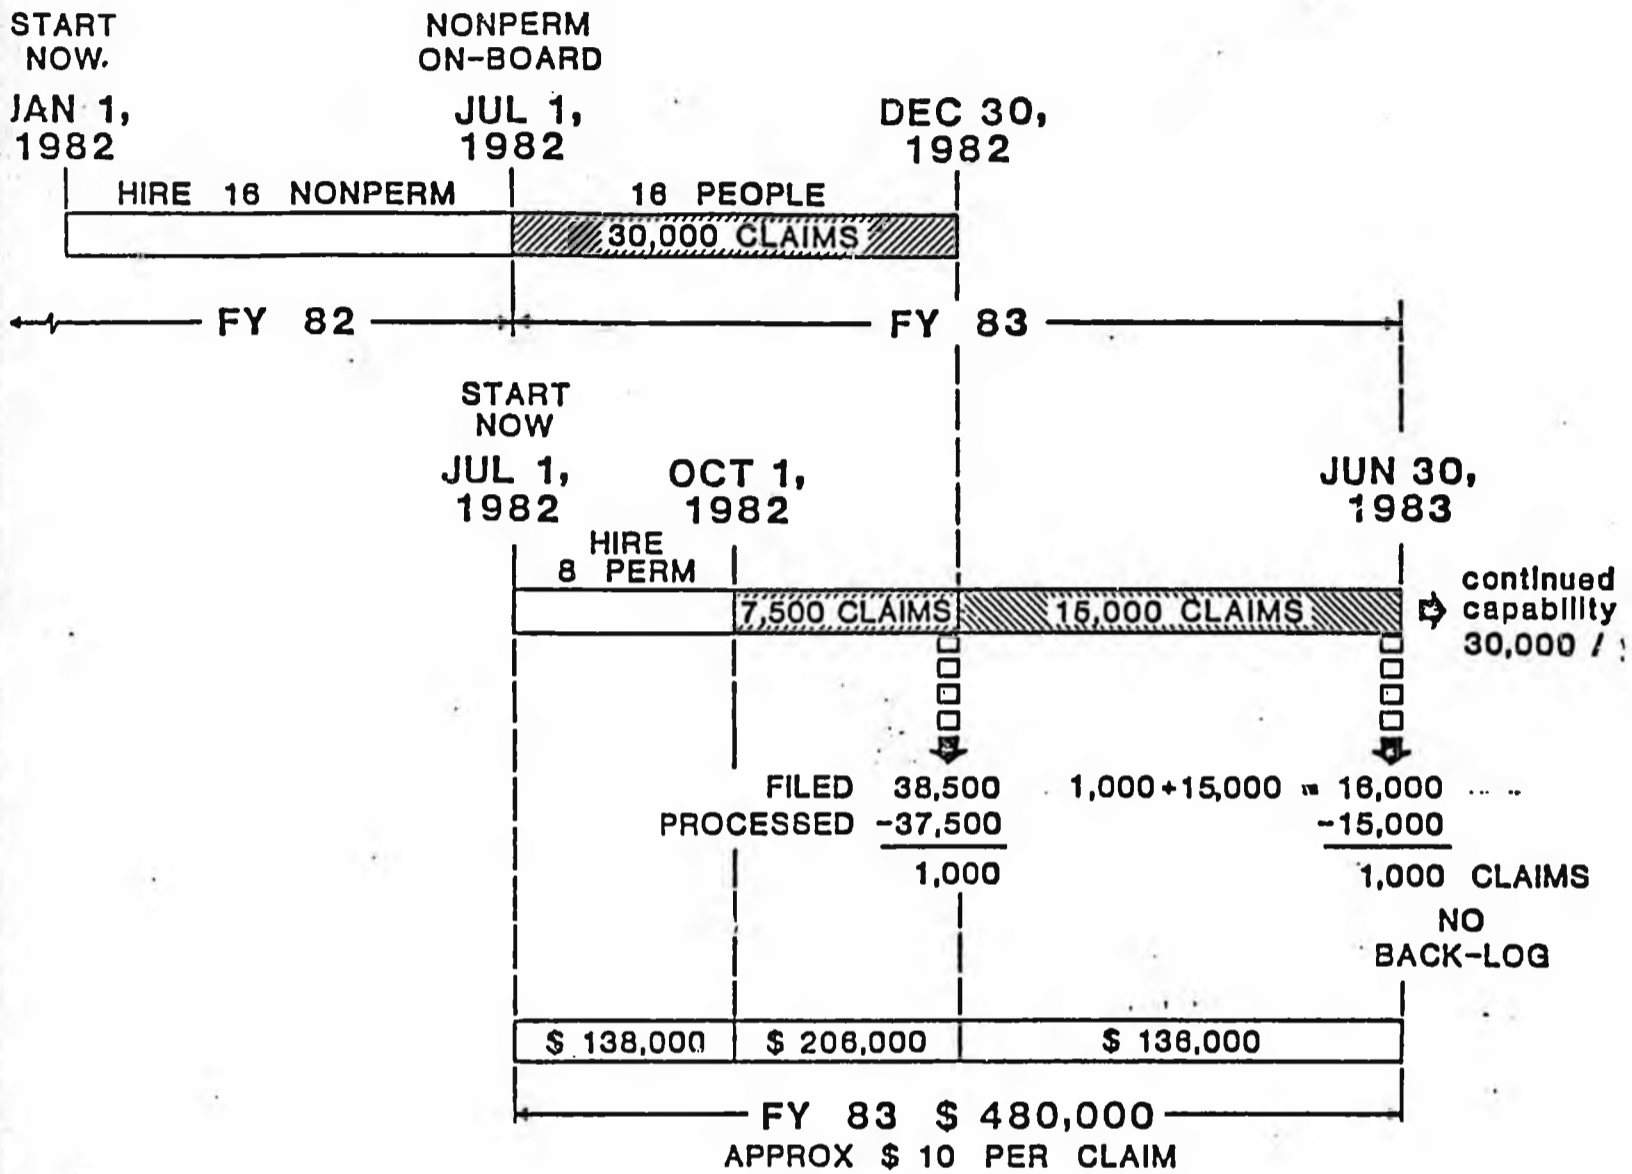 START
NOW.
JAN 1,
1982
NONPERM
ON-BOARD
JUL 1,
1982
DEC 30,
1982
HIRE 16 NONPERM
16 PEOPLE
30,000 CLAIMS
FY 82
FY 83
START
NOW
JUL 1,
1982
OCT 1,
1982
JUN 30,
1983
HIRE
8 PERM
7,500 CLAIMS
15,000 CLAIMS
continued
capability
30,000 /
FILED 38,500 1,000+15,000 = 16,000
PROCESSED -37,500 -15,000
1,000 1,000 CLAIMS
NO
BACK-LOG
$ 138,000 $ 206,000 $ 136,000
FY 83 $ 480,000
APPROX $ 10 PER CLAIM